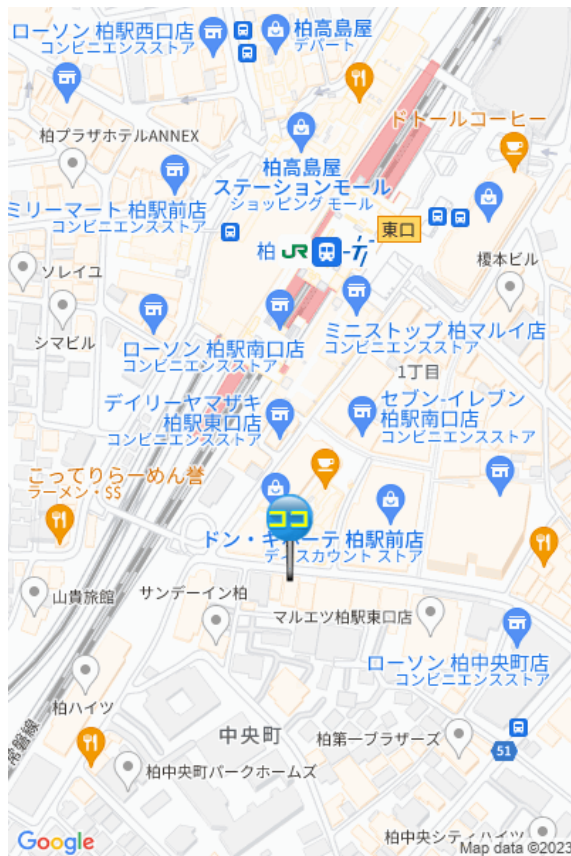 ローソン 柏駅西口店
コンビニエンスストア
柏高島屋
デパート
ドトールコーヒー
柏プラザホテルANNEX
柏高島屋
ステーションモール
ショッピング モール
ミリーマート 柏駅前店
コンビニエンスストア
東口
柏 JR
ソレイユ
榎本ビル
シマビル
ローソン 柏駅南口店
コンビニエンスストア
ミニストップ 柏マルイ店
コンビニエンスストア
1丁目
デイリーヤマザキ
柏駅東口店
コンビニエンスストア
セブン-イレブン
柏駅南口店
コンビニエンスストア
こってりらーめん誉
ラーメン・SS
ココ
ドン・キホーテ 柏駅前店
ディスカウント ストア
山貴旅館
サンデーイン柏
マルエツ柏駅東口店
ローソン 柏中央町店
コンビニエンスストア
柏ハイツ
中央町
柏第一ブラザーズ
51
常磐線
柏中央町パークホームズ
柏中央シティハイツ
Google
Map data ©2023